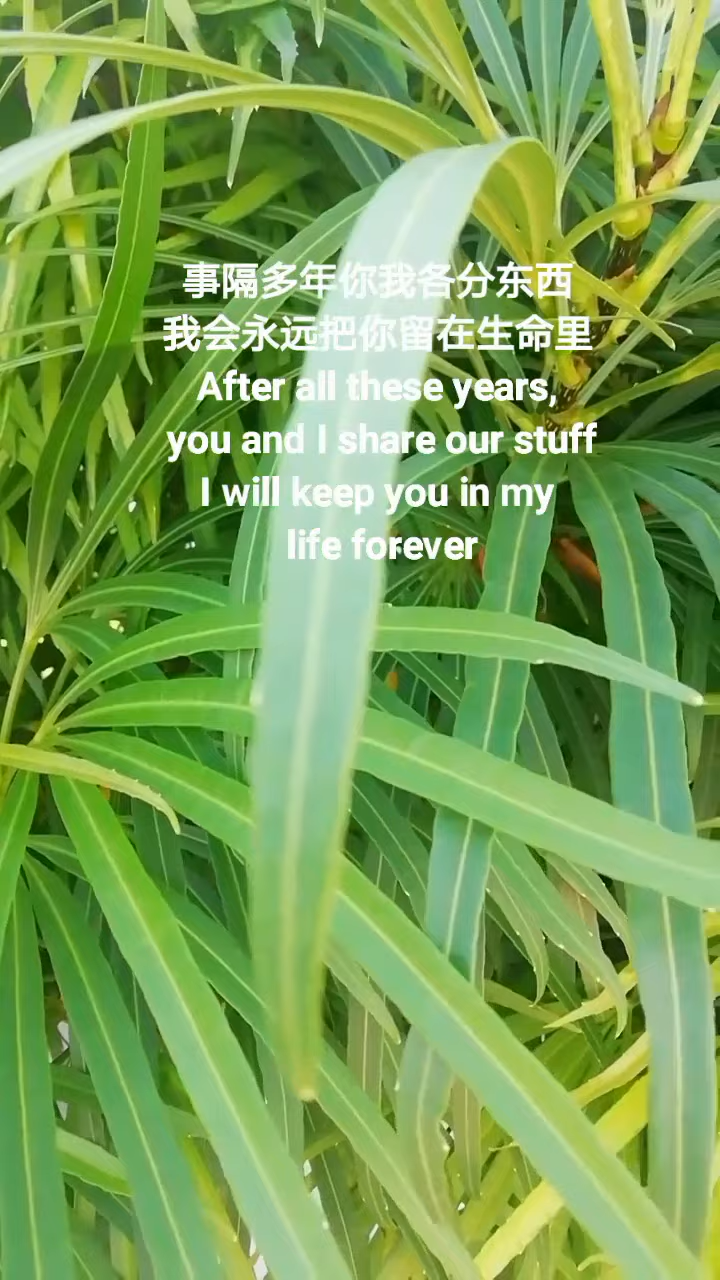 事隔多年你我各分东西
我会永远把你留在生命里
After all these years,
you and I share our stuff
I will keep you in my
life forever